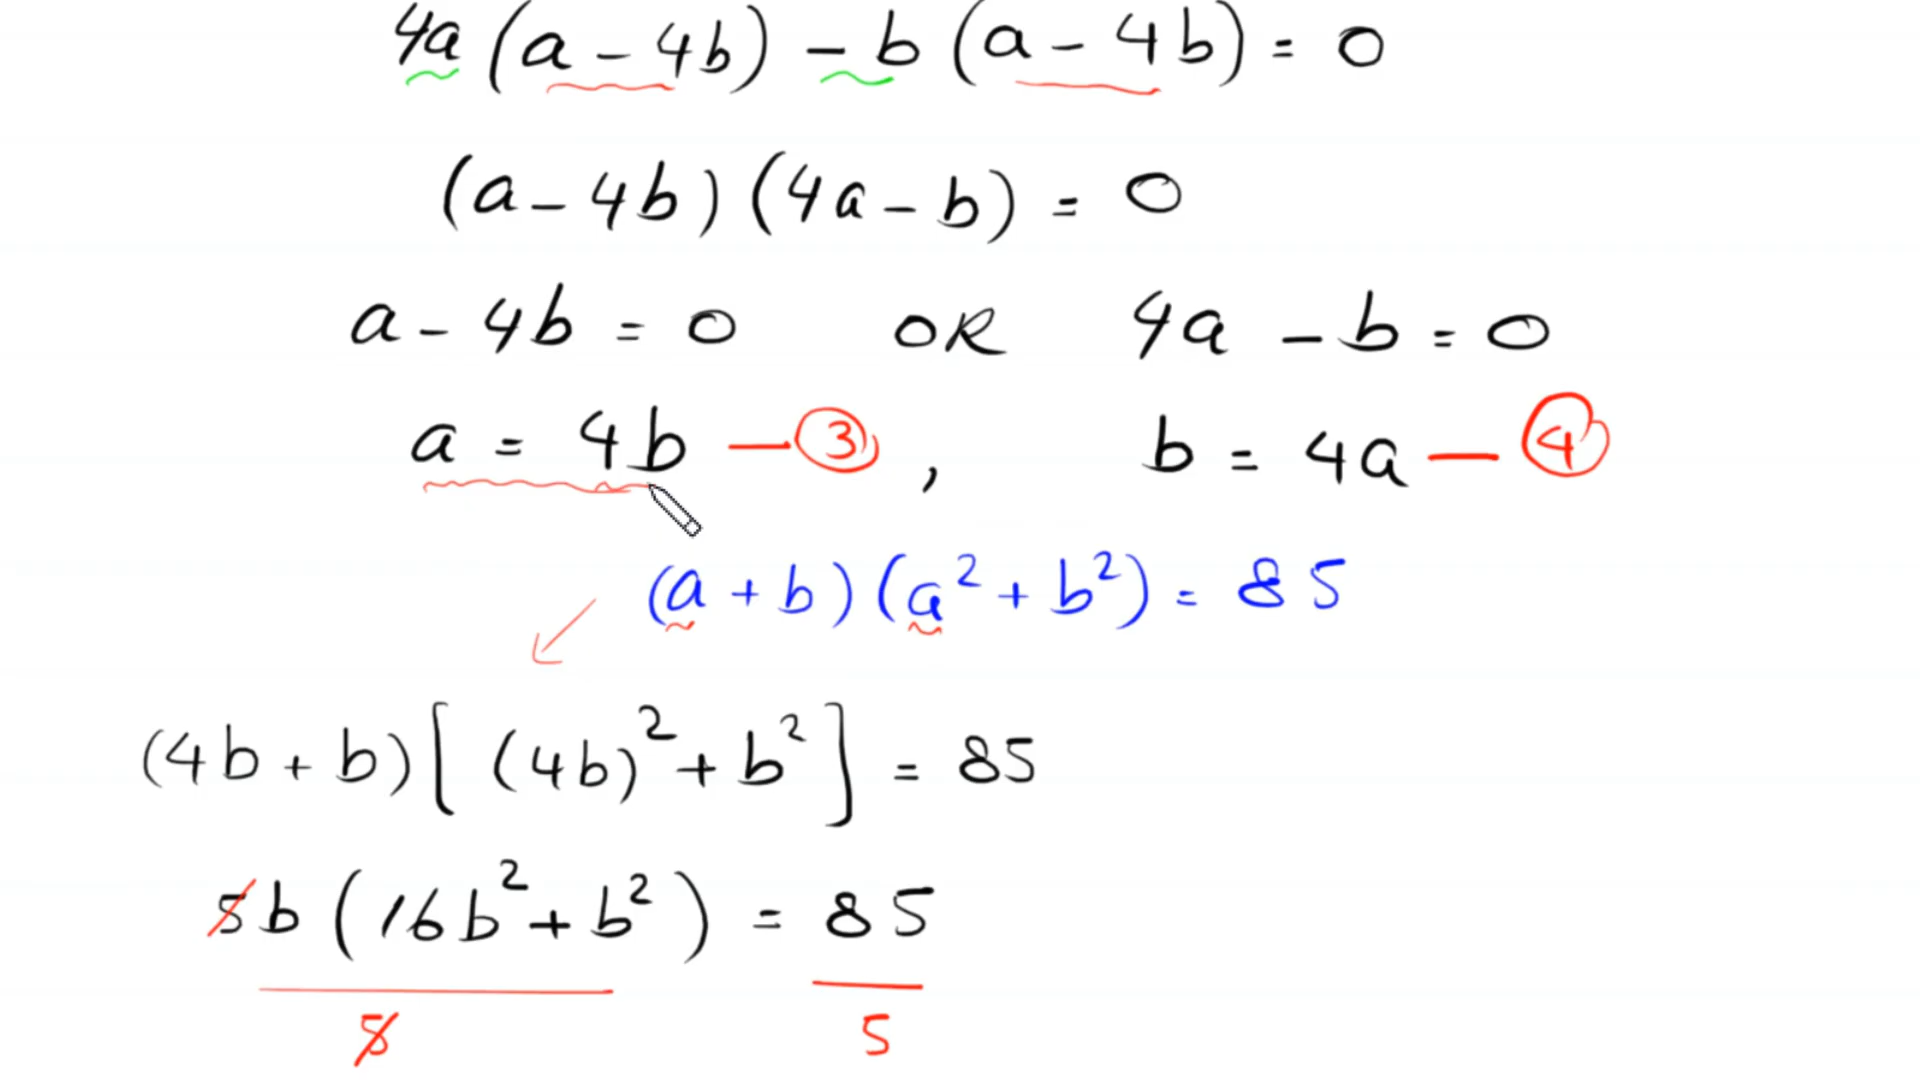 4a(a - 4b) - b(a - 4b) = 0
(a - 4b)(4a - b) = 0
a - 4b = 0 OR 4a - b = 0
a = 4b — ③ , b = 4a — ④
(a + b)(a² + b²) = 85
(4b + b)[(4b)² + b²] = 85
5b(16b² + b²) = 85
5 5